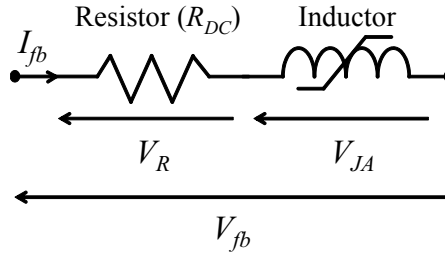 Resistor (R_DC) Inductor
I_fb
V_R V_JA
V_fb